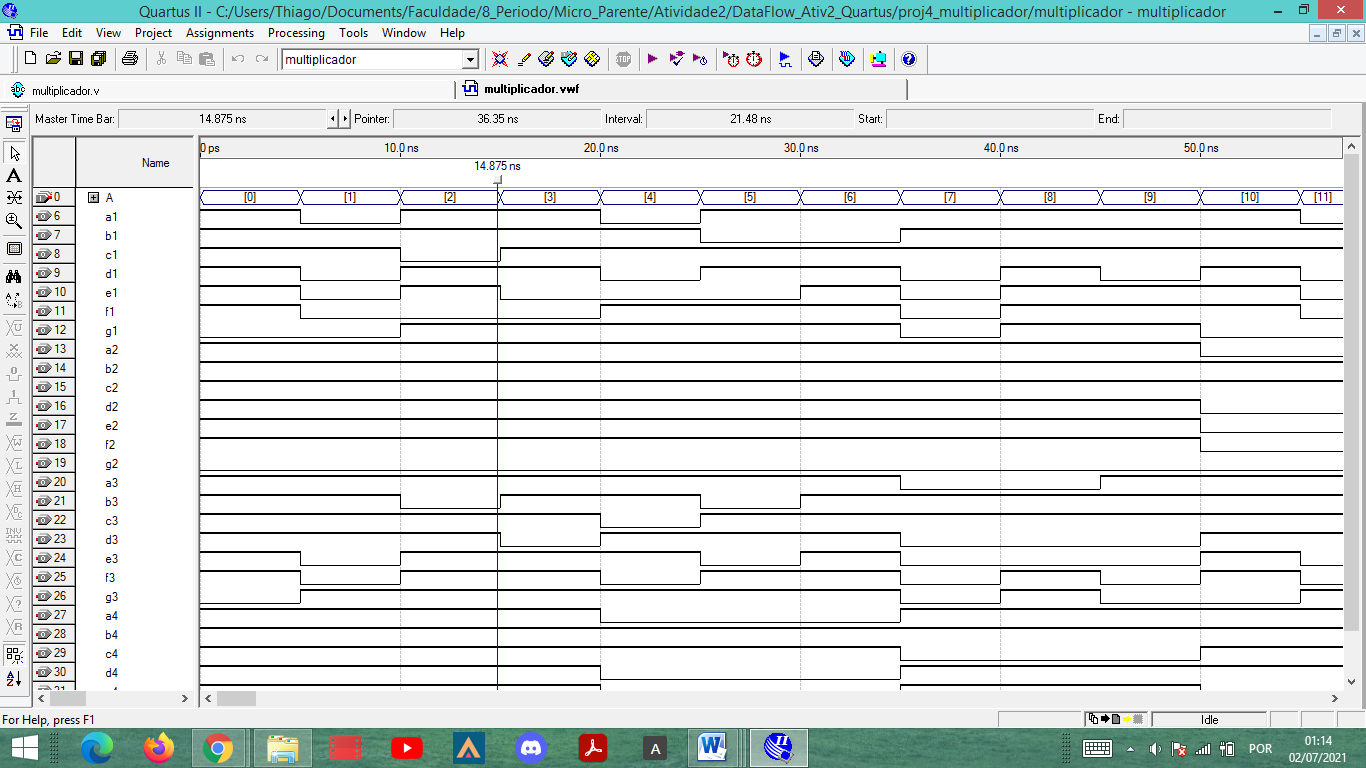 Quartus II - C:/Users/Thiago/Documents/Faculdade/8_Periodo/Micro_Parente/Atividade2/DataFlow_Ativ2_Quartus/proj4_multiplicador/multiplicador - multiplicador
File Edit View Project Assignments Processing Tools Window Help
multiplicador
STOP
abc multiplicador.v multiplicador.vwf
Master Time Bar: 14.875 ns Pointer: 36.35 ns Interval: 21.48 ns Start: End:
Name
0 ps 10.0 ns 20.0 ns 30.0 ns 40.0 ns 50.0 ns
14.875 ns
0 A [0] [1] [2] [3] [4] [5] [6] [7] [8] [9] [10] [11]
6 a1
7 b1
8 c1
9 d1
10 e1
11 f1
12 g1
13 a2
14 b2
15 c2
16 d2
17 e2
18 f2
19 g2
20 a3
21 b3
22 c3
23 d3
24 e3
25 f3
26 g3
27 a4
28 b4
29 c4
30 d4
For Help, press F1 Idle
POR 01:14
02/07/2021